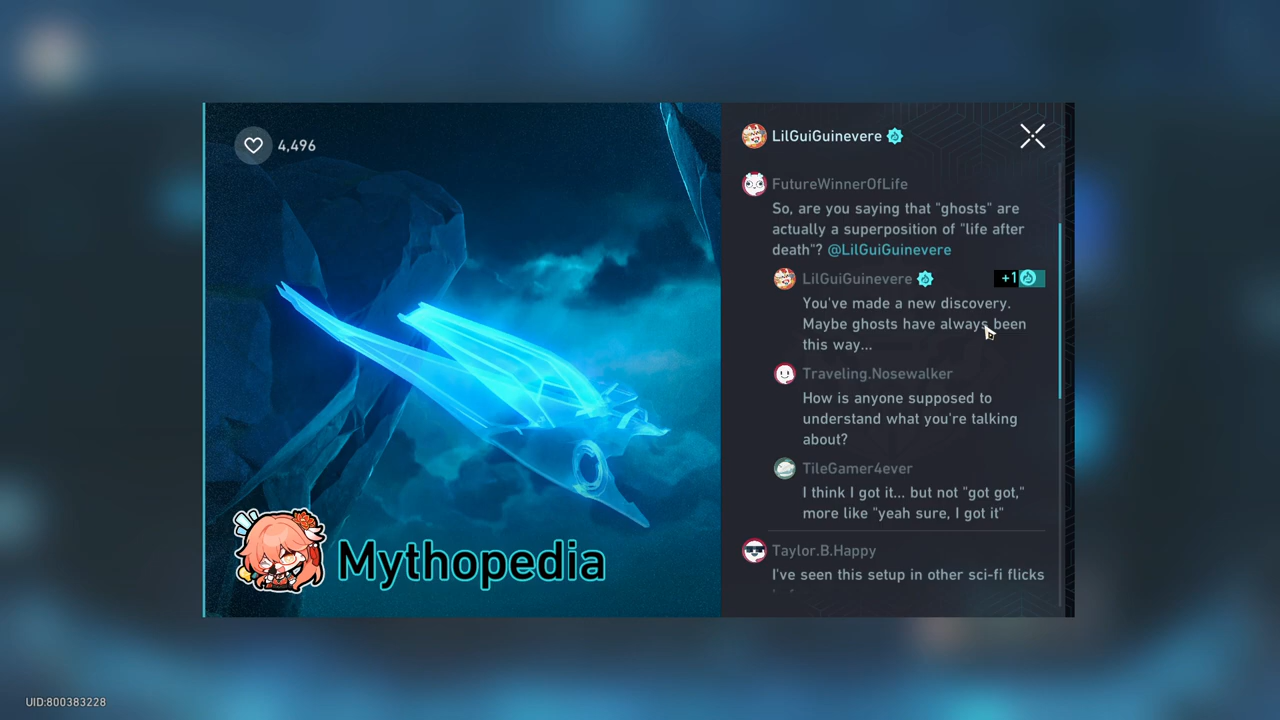 4,496
Mythopedia
LilGuiGuinevere
FutureWinnerOfLife
So, are you saying that "ghosts" are
actually a superposition of "life after
death"? @LilGuiGuinevere
LilGuiGuinevere
+1
You've made a new discovery.
Maybe ghosts have always been
this way...
Traveling.Nosewalker
How is anyone supposed to
understand what you're talking
about?
TileGamer4ever
I think I got it... but not "got got,"
more like "yeah sure, I got it"
Taylor.B.Happy
I've seen this setup in other sci-fi flicks
UID:800383228